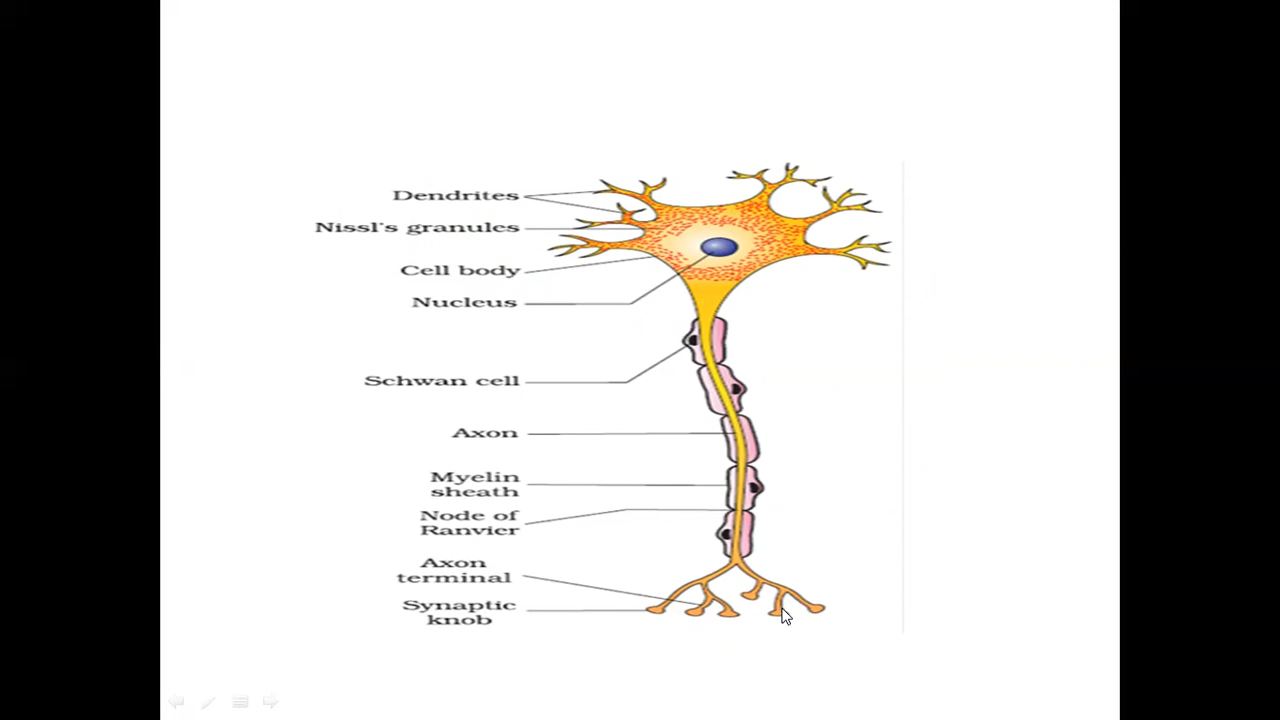 Dendrites
Nissl's granules
Cell body
Nucleus
Schwan cell
Axon
Myelin
sheath
Node of
Ranvier
Axon
terminal
Synaptic
knob